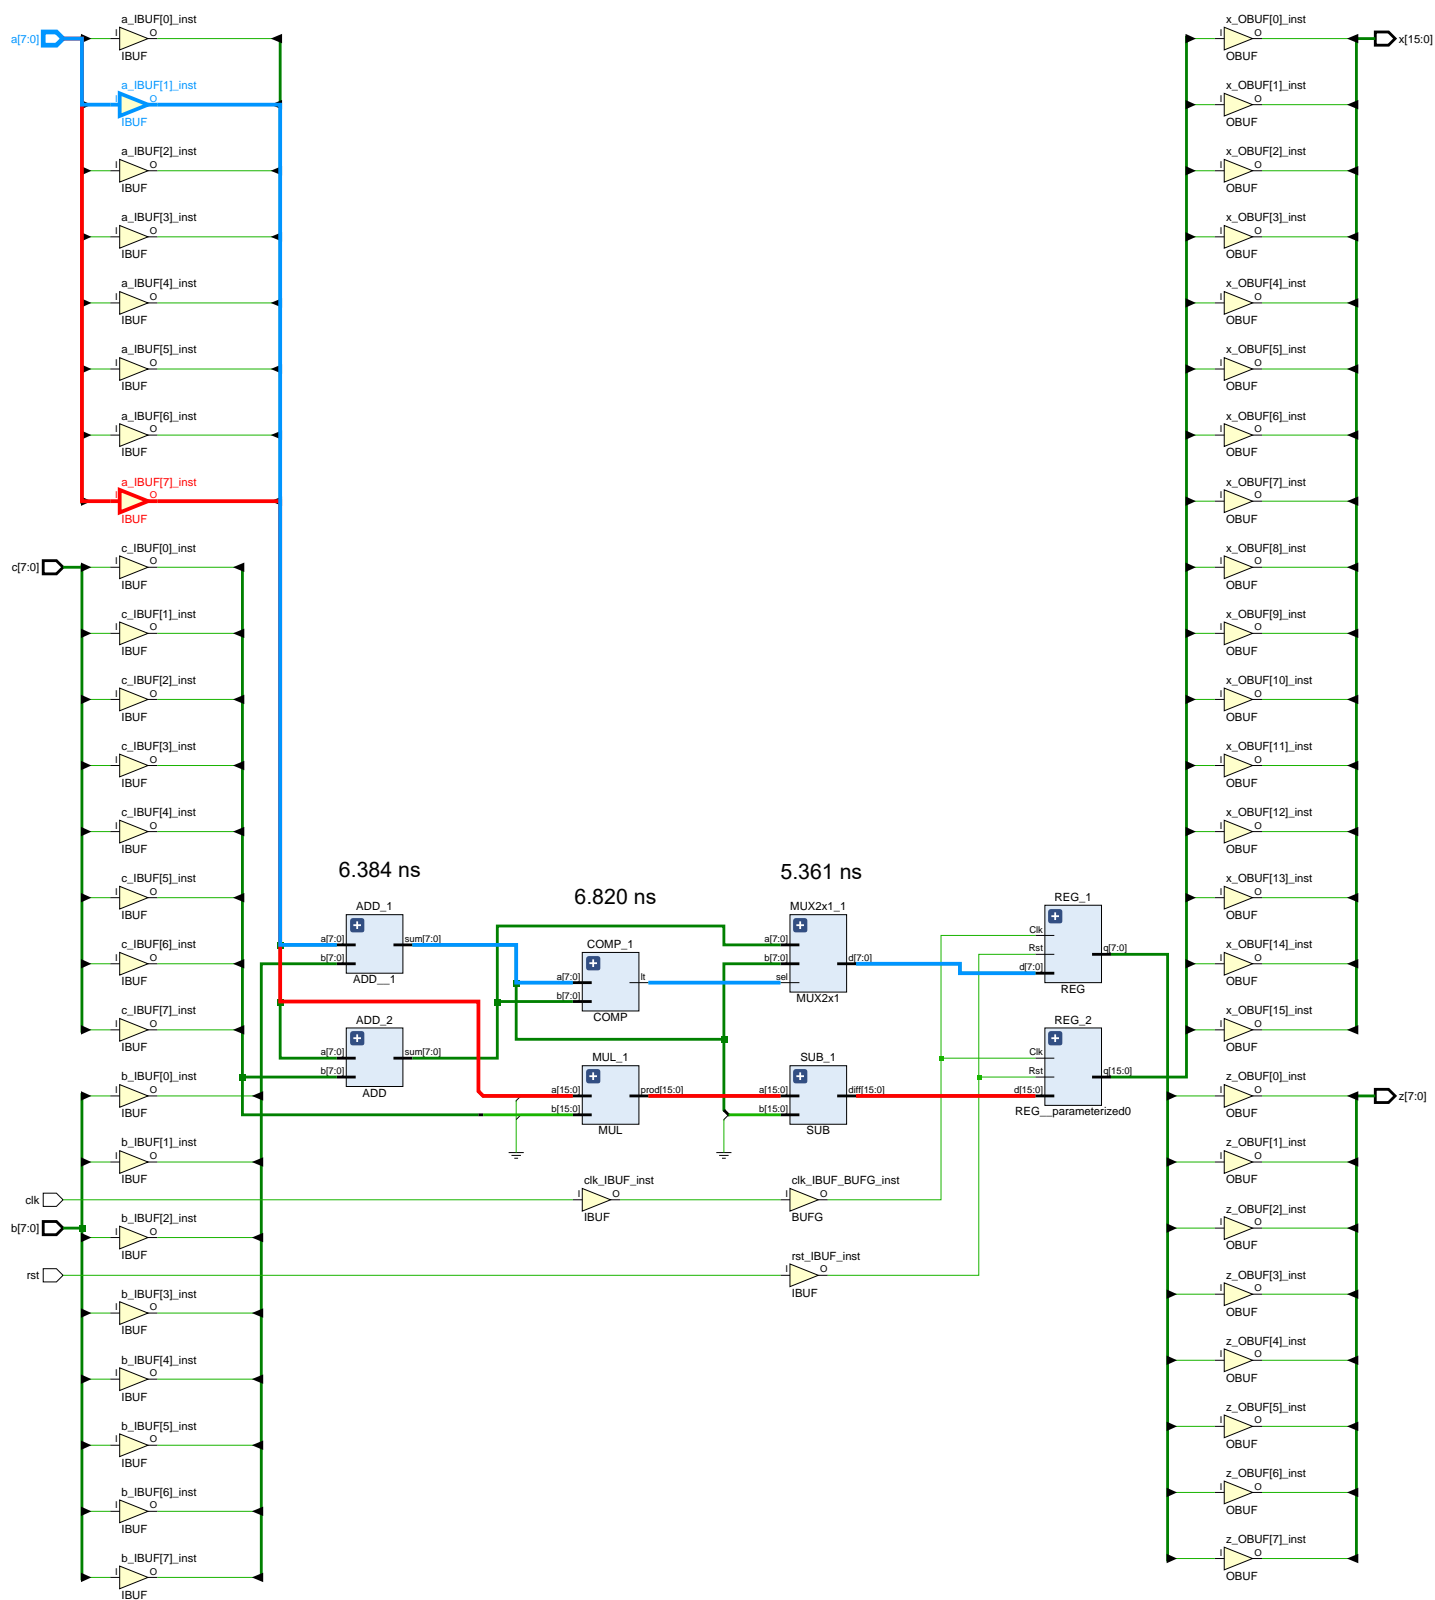 a[7:0]
a_IBUF[0]_inst
I
O
IBUF
a_IBUF[1]_inst
I
O
IBUF
a_IBUF[2]_inst
I
O
IBUF
a_IBUF[3]_inst
I
O
IBUF
a_IBUF[4]_inst
I
O
IBUF
a_IBUF[5]_inst
I
O
IBUF
a_IBUF[6]_inst
I
O
IBUF
a_IBUF[7]_inst
I
O
IBUF
c[7:0]
c_IBUF[0]_inst
I
O
IBUF
c_IBUF[1]_inst
I
O
IBUF
c_IBUF[2]_inst
I
O
IBUF
c_IBUF[3]_inst
I
O
IBUF
c_IBUF[4]_inst
I
O
IBUF
c_IBUF[5]_inst
I
O
IBUF
c_IBUF[6]_inst
I
O
IBUF
c_IBUF[7]_inst
I
O
IBUF
b_IBUF[0]_inst
I
O
IBUF
b_IBUF[1]_inst
I
O
IBUF
clk
b[7:0]
b_IBUF[2]_inst
I
O
IBUF
rst
b_IBUF[3]_inst
I
O
IBUF
b_IBUF[4]_inst
I
O
IBUF
b_IBUF[5]_inst
I
O
IBUF
b_IBUF[6]_inst
I
O
IBUF
b_IBUF[7]_inst
I
O
IBUF
6.384 ns
ADD_1
a[7:0]
sum[7:0]
b[7:0]
ADD__1
ADD_2
a[7:0]
sum[7:0]
b[7:0]
ADD
6.820 ns
COMP_1
a[7:0]
lt
b[7:0]
COMP
MUL_1
a[15:0]
prod[15:0]
b[15:0]
MUL
clk_IBUF_inst
I
O
IBUF
5.361 ns
MUX2x1_1
a[7:0]
b[7:0]
d[7:0]
sel
MUX2x1
SUB_1
a[15:0]
diff[15:0]
b[15:0]
SUB
clk_IBUF_BUFG_inst
I
O
BUFG
rst_IBUF_inst
I
O
IBUF
REG_1
Clk
Rst
q[7:0]
d[7:0]
REG
REG_2
Clk
Rst
q[15:0]
d[15:0]
REG__parameterized0
x_OBUF[0]_inst
I
O
OBUF
x[15:0]
x_OBUF[1]_inst
I
O
OBUF
x_OBUF[2]_inst
I
O
OBUF
x_OBUF[3]_inst
I
O
OBUF
x_OBUF[4]_inst
I
O
OBUF
x_OBUF[5]_inst
I
O
OBUF
x_OBUF[6]_inst
I
O
OBUF
x_OBUF[7]_inst
I
O
OBUF
x_OBUF[8]_inst
I
O
OBUF
x_OBUF[9]_inst
I
O
OBUF
x_OBUF[10]_inst
I
O
OBUF
x_OBUF[11]_inst
I
O
OBUF
x_OBUF[12]_inst
I
O
OBUF
x_OBUF[13]_inst
I
O
OBUF
x_OBUF[14]_inst
I
O
OBUF
x_OBUF[15]_inst
I
O
OBUF
z_OBUF[0]_inst
I
O
OBUF
z[7:0]
z_OBUF[1]_inst
I
O
OBUF
z_OBUF[2]_inst
I
O
OBUF
z_OBUF[3]_inst
I
O
OBUF
z_OBUF[4]_inst
I
O
OBUF
z_OBUF[5]_inst
I
O
OBUF
z_OBUF[6]_inst
I
O
OBUF
z_OBUF[7]_inst
I
O
OBUF